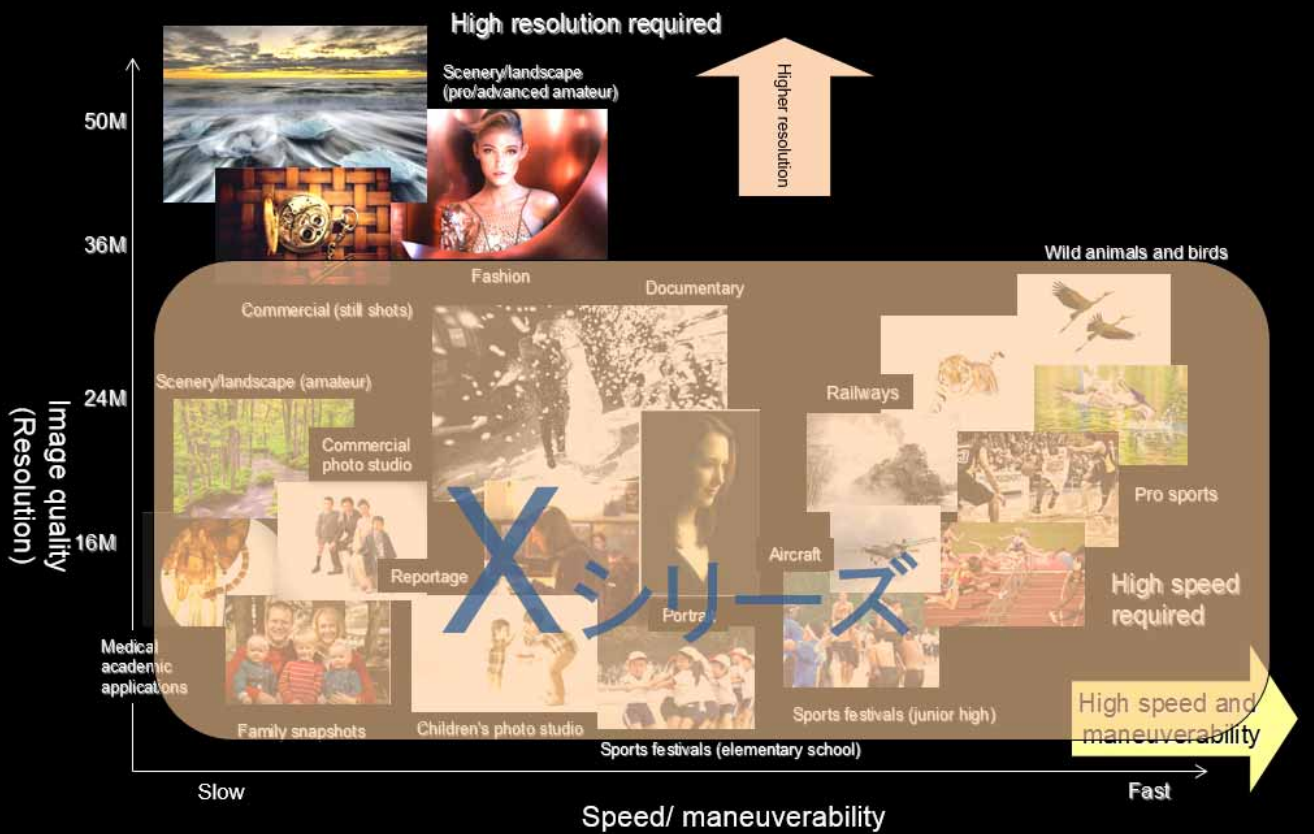 High resolution required
Scenery/landscape
(pro/advanced amateur)
Higher resolution
50M
36M
Wild animals and birds
Fashion
Documentary
Commercial (still shots)
Scenery/landscape (amateur)
24M
Railways
Image quality
(Resolution)
Commercial
photo studio
Pro sports
16M
Aircraft
Reportage
Xシリーズ
High speed
required
Portrait
Medical
academic
applications
High speed and
maneuverability
Family snapshots
Children's photo studio
Sports festivals (junior high)
Sports festivals (elementary school)
Slow
Fast
Speed/ maneuverability